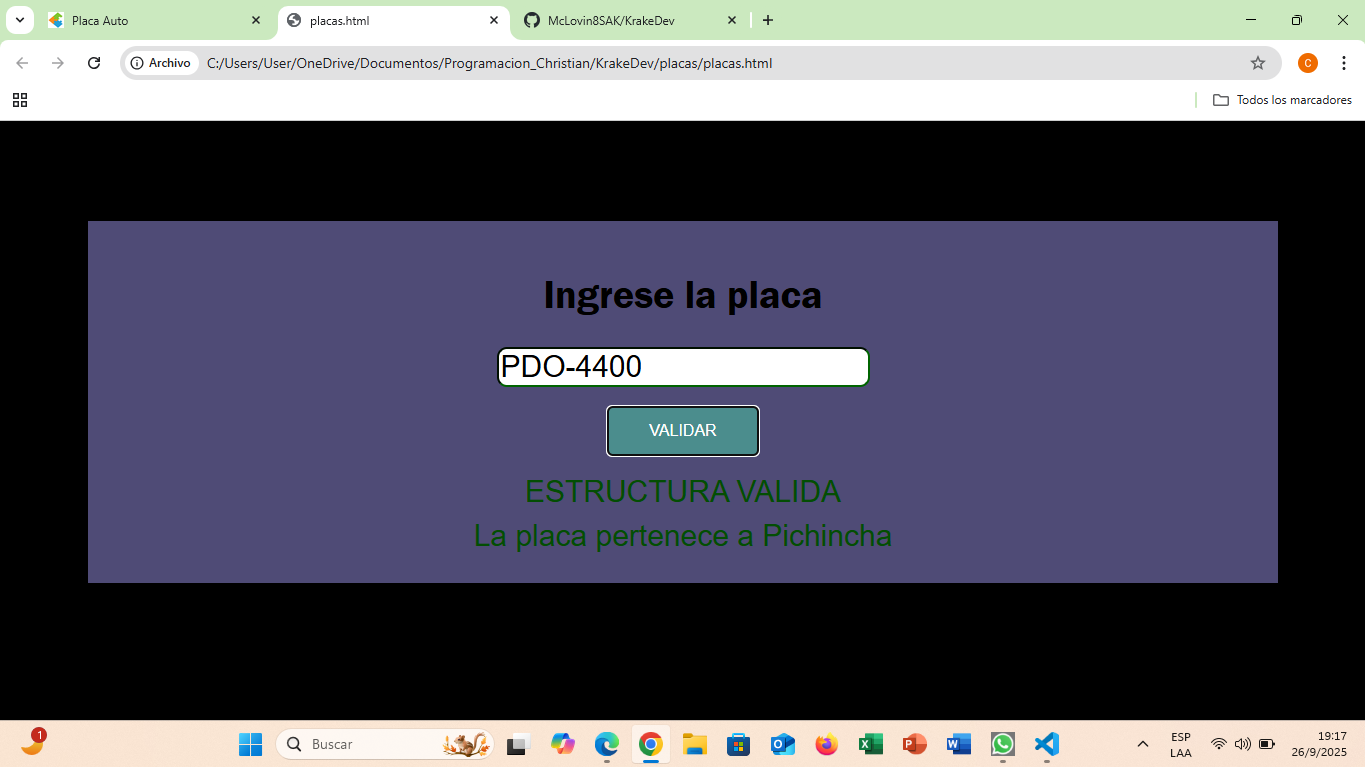 Placa Auto
placas.html
McLovin8SAK/KrakeDev
Archivo
C:/Users/User/OneDrive/Documentos/Programacion_Christian/KrakeDev/placas/placas.html
C
Todos los marcadores
Ingrese la placa
PDO-4400
VALIDAR
ESTRUCTURA VALIDA
La placa pertenece a Pichincha
1
Buscar
ESP
LAA
19:17
26/9/2025